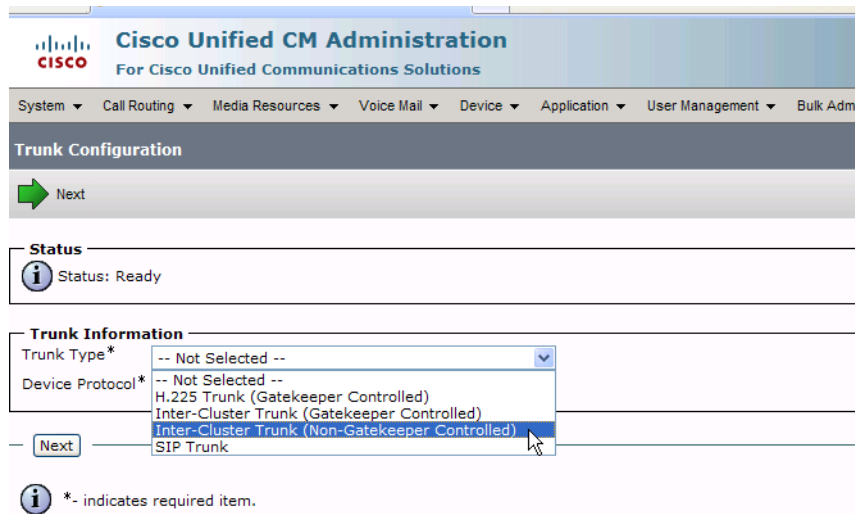 Cisco Unified CM Administration
CISCO
For Cisco Unified Communications Solutions
System Call Routing Media Resources Voice Mail Device Application User Management Bulk Adm
Trunk Configuration
Next
Status
i Status: Ready
Trunk Information
Trunk Type* -- Not Selected --
Device Protocol* -- Not Selected --
H.225 Trunk (Gatekeeper Controlled)
Inter-Cluster Trunk (Gatekeeper Controlled)
Inter-Cluster Trunk (Non-Gatekeeper Controlled)
SIP Trunk
Next
i *- indicates required item.